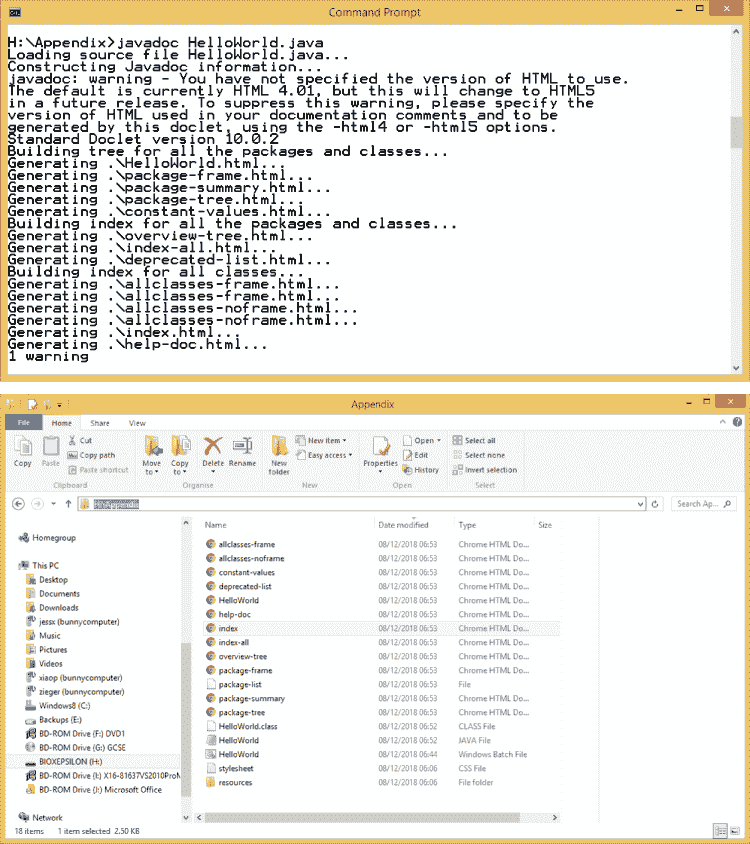 Command Prompt
H:\Appendix>javadoc HelloWorld.java
Loading source file HelloWorld.java...
Constructing Javadoc information...
javadoc: warning - You have not specified the version of HTML to use.
The default is currently HTML 4.01, but this will change to HTML5
in a future release. To suppress this warning, please specify the
version of HTML used in your documentation comments and to be
generated by this doclet, using the -html4 or -html5 options.
Standard Doclet version 10.0.2
Building tree for all the packages and classes...
Generating .\HelloWorld.html...
Generating .\package-frame.html...
Generating .\package-summary.html...
Generating .\package-tree.html...
Generating .\constant-values.html...
Building index for all the packages and classes...
Generating .\overview-tree.html...
Generating .\index-all.html...
Generating .\deprecated-list.html...
Building index for all classes...
Generating .\allclasses-frame.html...
Generating .\allclasses-frame.html...
Generating .\allclasses-noframe.html...
Generating .\allclasses-noframe.html...
Generating .\index.html...
Generating .\help-doc.html...
1 warning
Appendix
File Home Share View
Copy Paste Cut Copy path Paste shortcut
Clipboard
Move to Copy to Delete Rename
Organise
New folder New item Easy access
New
Properties Open Edit History
Open
Select all Select none Invert selection
Select
Search Ap...
Homegroup
This PC
Desktop
Documents
Downloads
jessx (bunnycomputer)
Music
Pictures
Videos
xiaop (bunnycomputer)
zieger (bunnycomputer)
Windows8 (C:)
Backups (E:)
BD-ROM Drive (F:) DVD1
BD-ROM Drive (G:) GCSE
BIOXEPSILON (H:)
BD-ROM Drive (I:) X16-81637VS2010ProM
BD-ROM Drive (J:) Microsoft Office
Network
Name Date modified Type Size
allclasses-frame 08/12/2018 06:53 Chrome HTML Do...
allclasses-noframe 08/12/2018 06:53 Chrome HTML Do...
constant-values 08/12/2018 06:53 Chrome HTML Do...
deprecated-list 08/12/2018 06:53 Chrome HTML Do...
HelloWorld 08/12/2018 06:53 Chrome HTML Do...
help-doc 08/12/2018 06:53 Chrome HTML Do...
index 08/12/2018 06:53 Chrome HTML Do...
index-all 08/12/2018 06:53 Chrome HTML Do...
overview-tree 08/12/2018 06:53 Chrome HTML Do...
package-frame 08/12/2018 06:53 Chrome HTML Do...
package-list 08/12/2018 06:53 File
package-summary 08/12/2018 06:53 Chrome HTML Do...
package-tree 08/12/2018 06:53 Chrome HTML Do...
HelloWorld.class 08/12/2018 06:52 CLASS File
HelloWorld 08/12/2018 06:52 JAVA File
HelloWorld 08/12/2018 06:44 Windows Batch File
stylesheet 08/12/2018 06:06 CSS File
resources 08/12/2018 06:06 File folder
18 items 1 item selected 2.50 KB